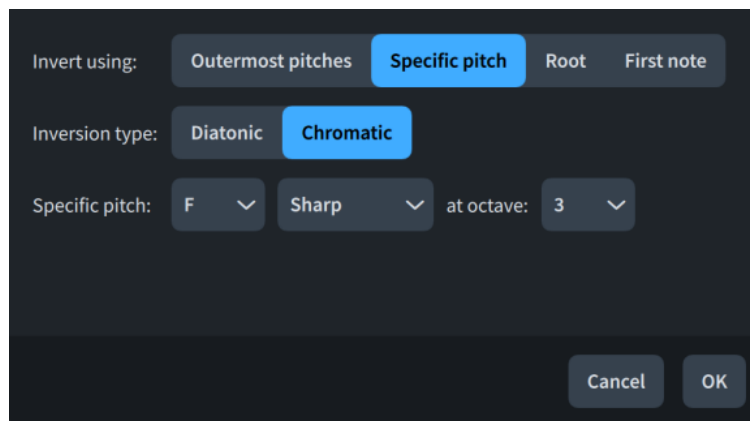 Invert using: Outermost pitches Specific pitch Root First note
Inversion type: Diatonic Chromatic
Specific pitch: F Sharp at octave: 3
Cancel OK